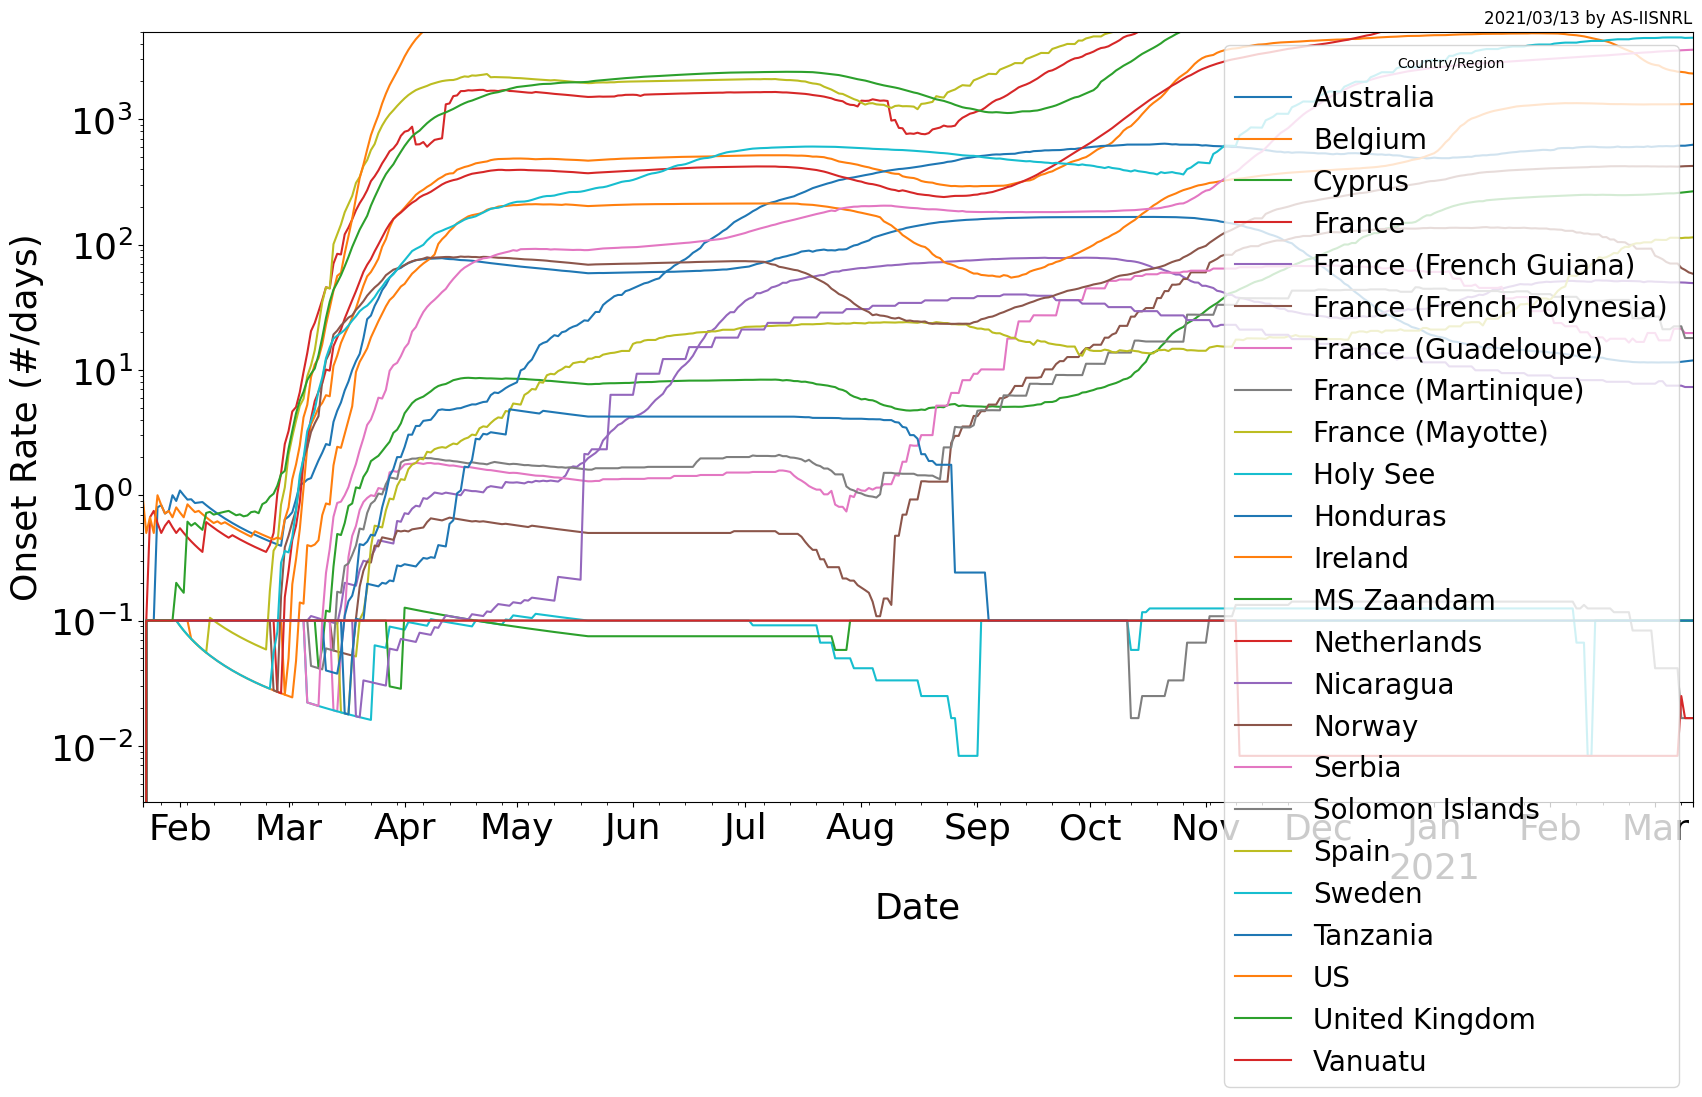 2021/03/13 by AS-IISNRL
Onset Rate (#/days)
10³
10²
10¹
10⁰
10⁻¹
10⁻²
Feb Mar Apr May Jun Jul Aug Sep Oct Nov Dec Jan Feb Mar
2021
Date
Country/Region
Australia
Belgium
Cyprus
France
France (French Guiana)
France (French Polynesia)
France (Guadeloupe)
France (Martinique)
France (Mayotte)
Holy See
Honduras
Ireland
MS Zaandam
Netherlands
Nicaragua
Norway
Serbia
Solomon Islands
Spain
Sweden
Tanzania
US
United Kingdom
Vanuatu